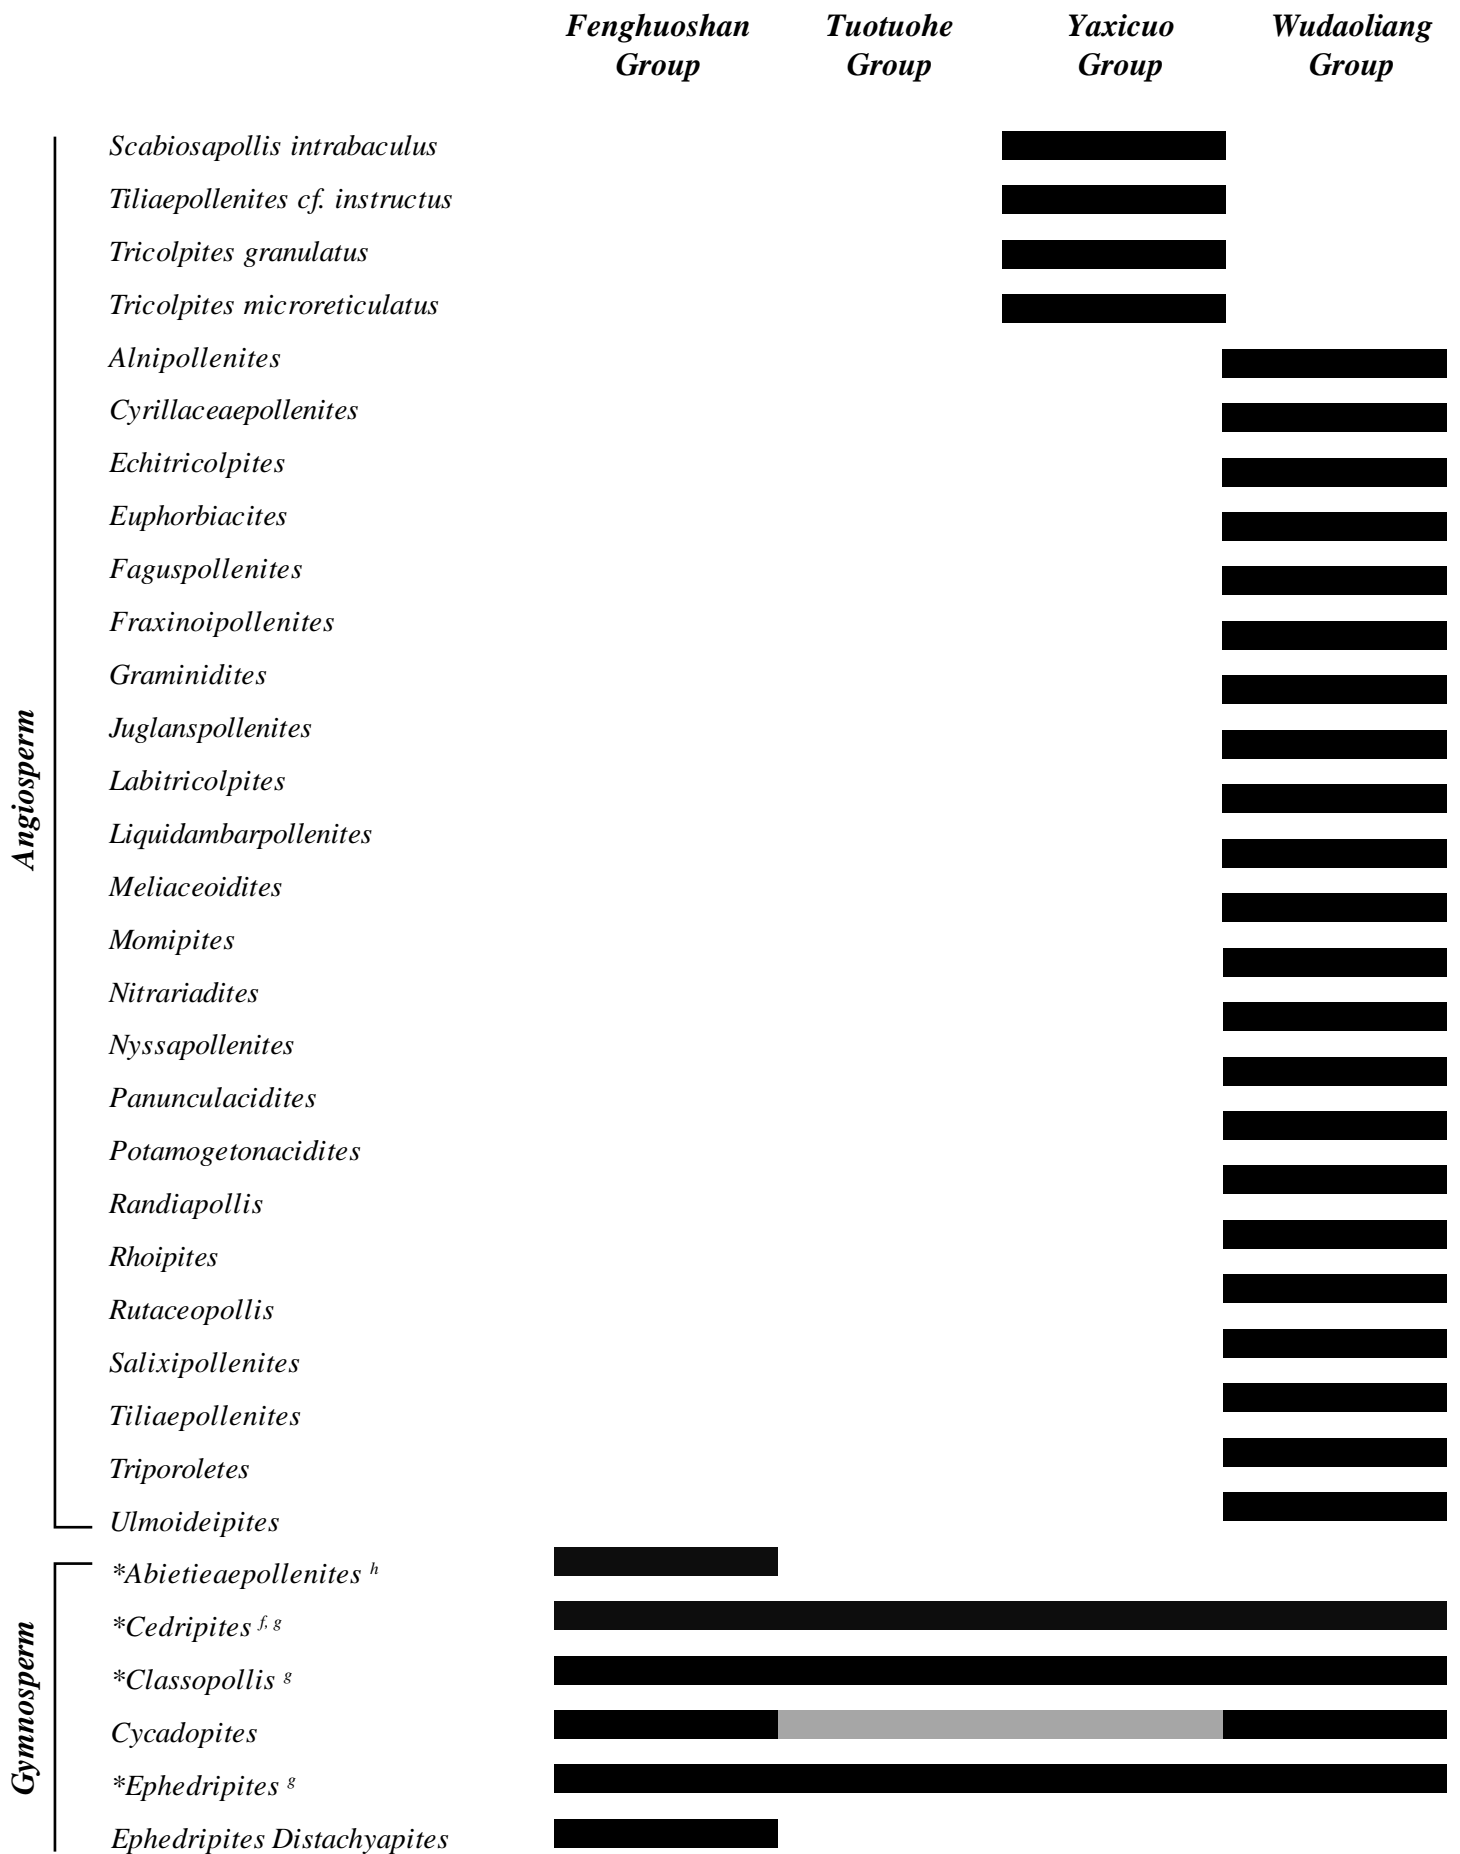 Fenghuoshan Group
Tuotuohe Group
Yaxicuo Group
Wudaoliang Group
Angiosperm
Scabiosapollis intrabaculus
Tiliaepollenites cf. instructus
Tricolpites granulatus
Tricolpites microreticulatus
Alnipollenites
Cyrillaceaepollenites
Echitricolpites
Euphorbiacites
Faguspollenites
Fraxinoipollenites
Graminidites
Juglanspollenites
Labitricolpites
Liquidambarpollenites
Meliaceoidites
Momipites
Nitrariadites
Nyssapollenites
Panunculacidites
Potamogetonacidites
Randiapollis
Rhoipites
Rutaceopollis
Salixipollenites
Tiliaepollenites
Triporoletes
Ulmoideipites
Gymnosperm
*Abietieaepollenites h
*Cedripites f, g
*Classopollis g
Cycadopites
*Ephedripites g
Ephedripites Distachyapites